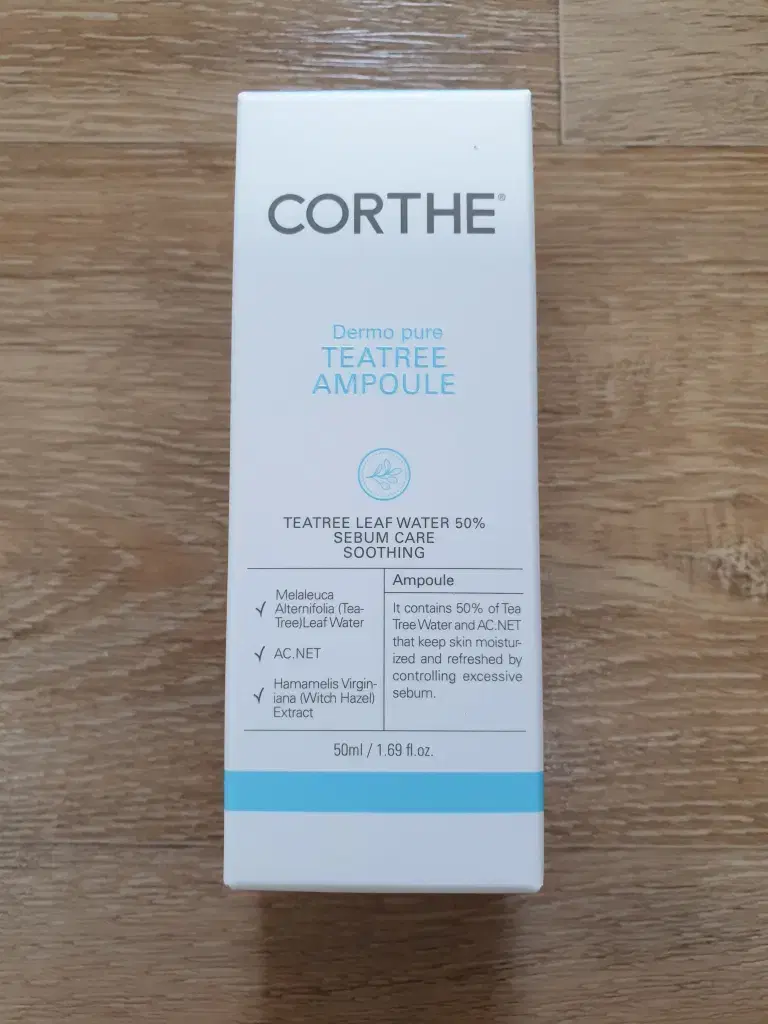 CORTHE®
Dermo pure
TEATREE
AMPOULE
TEATREE LEAF WATER 50%
SEBUM CARE
SOOTHING
Melaleuca
Alternifolia (Tea-
Tree)Leaf Water
AC.NET
Hamamelis Virgin-
iana (Witch Hazel)
Extract
Ampoule
It contains 50% of Tea
Tree Water and AC.NET
that keep skin moistur-
ized and refreshed by
controlling excessive
sebum.
50ml / 1.69 fl.oz.